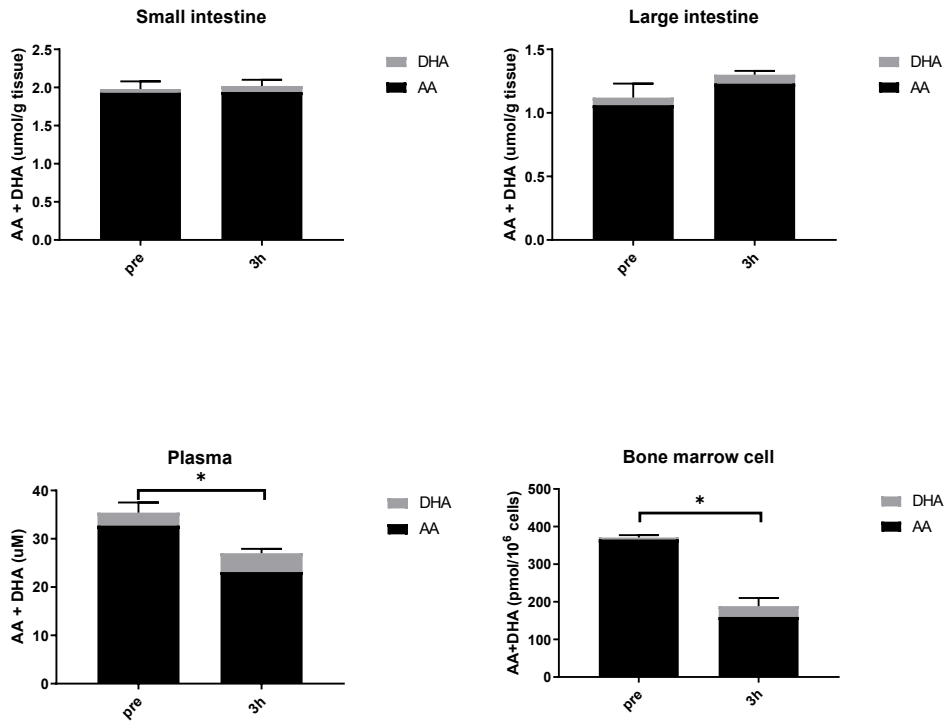 Small intestine
AA + DHA (umol/g tissue)
2.5
2.0
1.5
1.0
0.5
0.0
pre
3h
DHA
AA
Large intestine
AA + DHA (umol/g tissue)
1.5
1.0
0.5
0.0
pre
3h
DHA
AA
Plasma
*
AA + DHA (uM)
40
30
20
10
0
pre
3h
DHA
AA
Bone marrow cell
*
AA+DHA (pmol/10⁶ cells)
500
400
300
200
100
0
pre
3h
DHA
AA